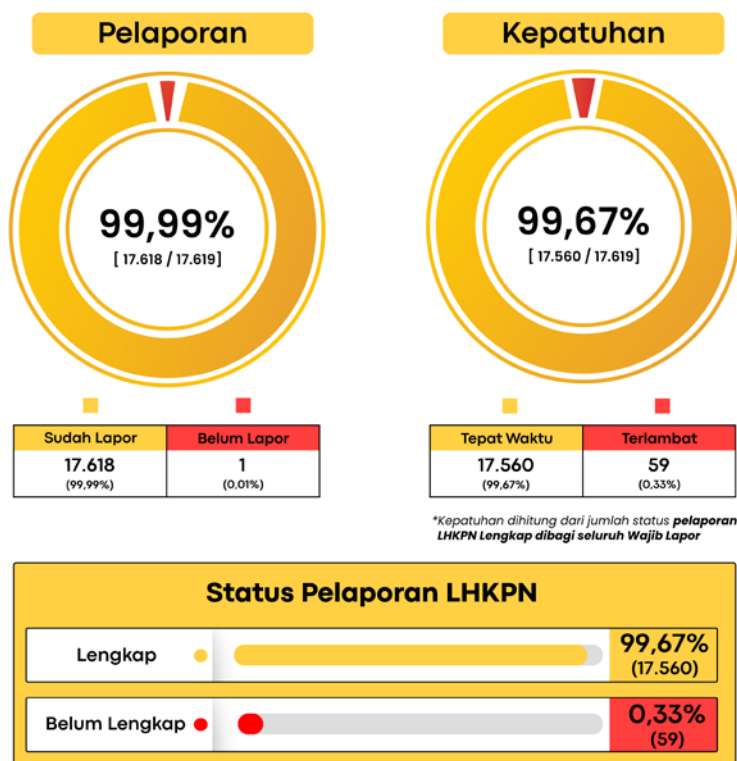 Pelaporan
99,99%
[ 17.618 / 17.619]
Sudah Lapor
Belum Lapor
17.618
(99,99%)
1
(0,01%)
Kepatuhan
99,67%
[ 17.560 / 17.619]
Tepat Waktu
Terlambat
17.560
(99,67%)
59
(0,33%)
*Kepatuhan dihitung dari jumlah status pelaporan
LHKPN Lengkap dibagi seluruh Wajib Lapor
Status Pelaporan LHKPN
Lengkap
99,67%
(17.560)
Belum Lengkap
0,33%
(59)